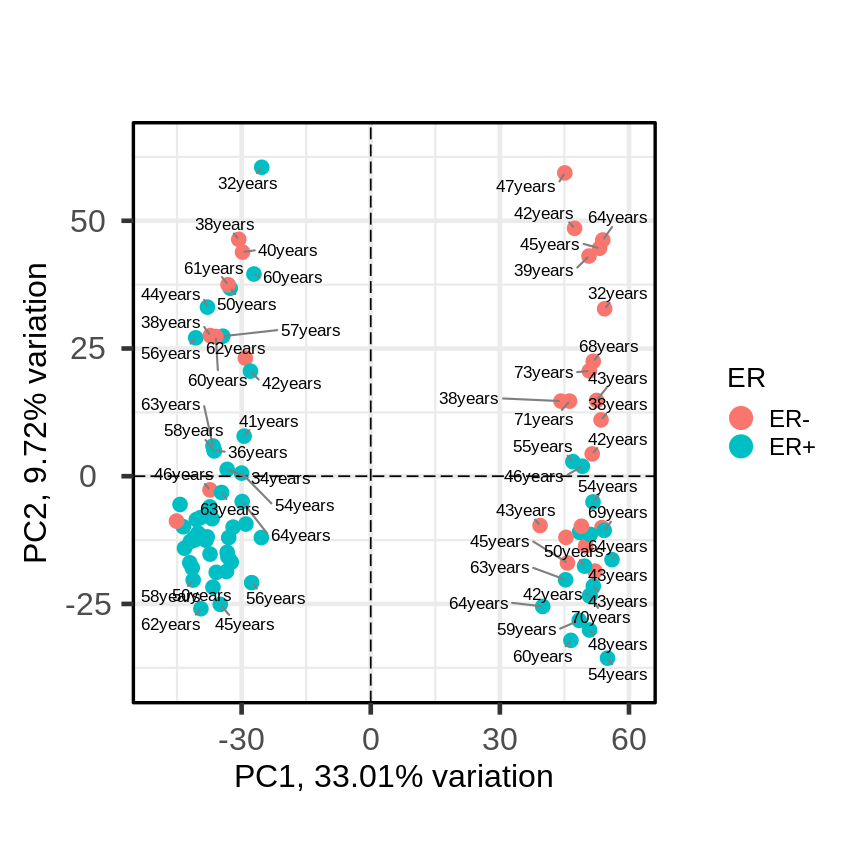 47years
32years
42years
64years
38years
45years
40years
39years
61years
60years
44years
50years
32years
38years
57years
68years
56years
62years
73years
43years
60years
42years
38years
38years
63years
71years
58years
41years
42years
36years
55years
46years
34years
46years
54years
54years
43years
69years
63years
64years
45years
50years
64years
63years
43years
58years
50years
56years
42years
43years
64years
62years
45years
59years
70years
60years
48years
54years
50
25
0
-25
-30
0
30
60
PC1, 33.01% variation
PC2, 9.72% variation
ER
ER-
ER+